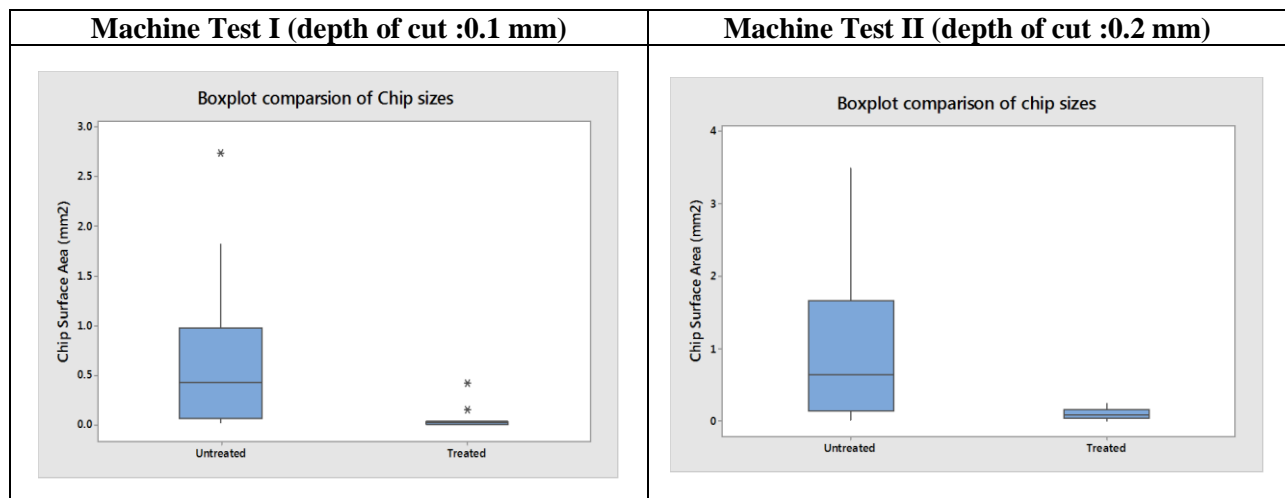 Machine Test I (depth of cut :0.1 mm)
Machine Test II (depth of cut :0.2 mm)
Boxplot comparsion of Chip sizes
3.0
2.5
2.0
1.5
1.0
0.5
0.0
Chip Surface Aea (mm2)
Untreated Treated
Boxplot comparison of chip sizes
4
3
2
1
0
Chip Surface Area (mm2)
Untreated Treated